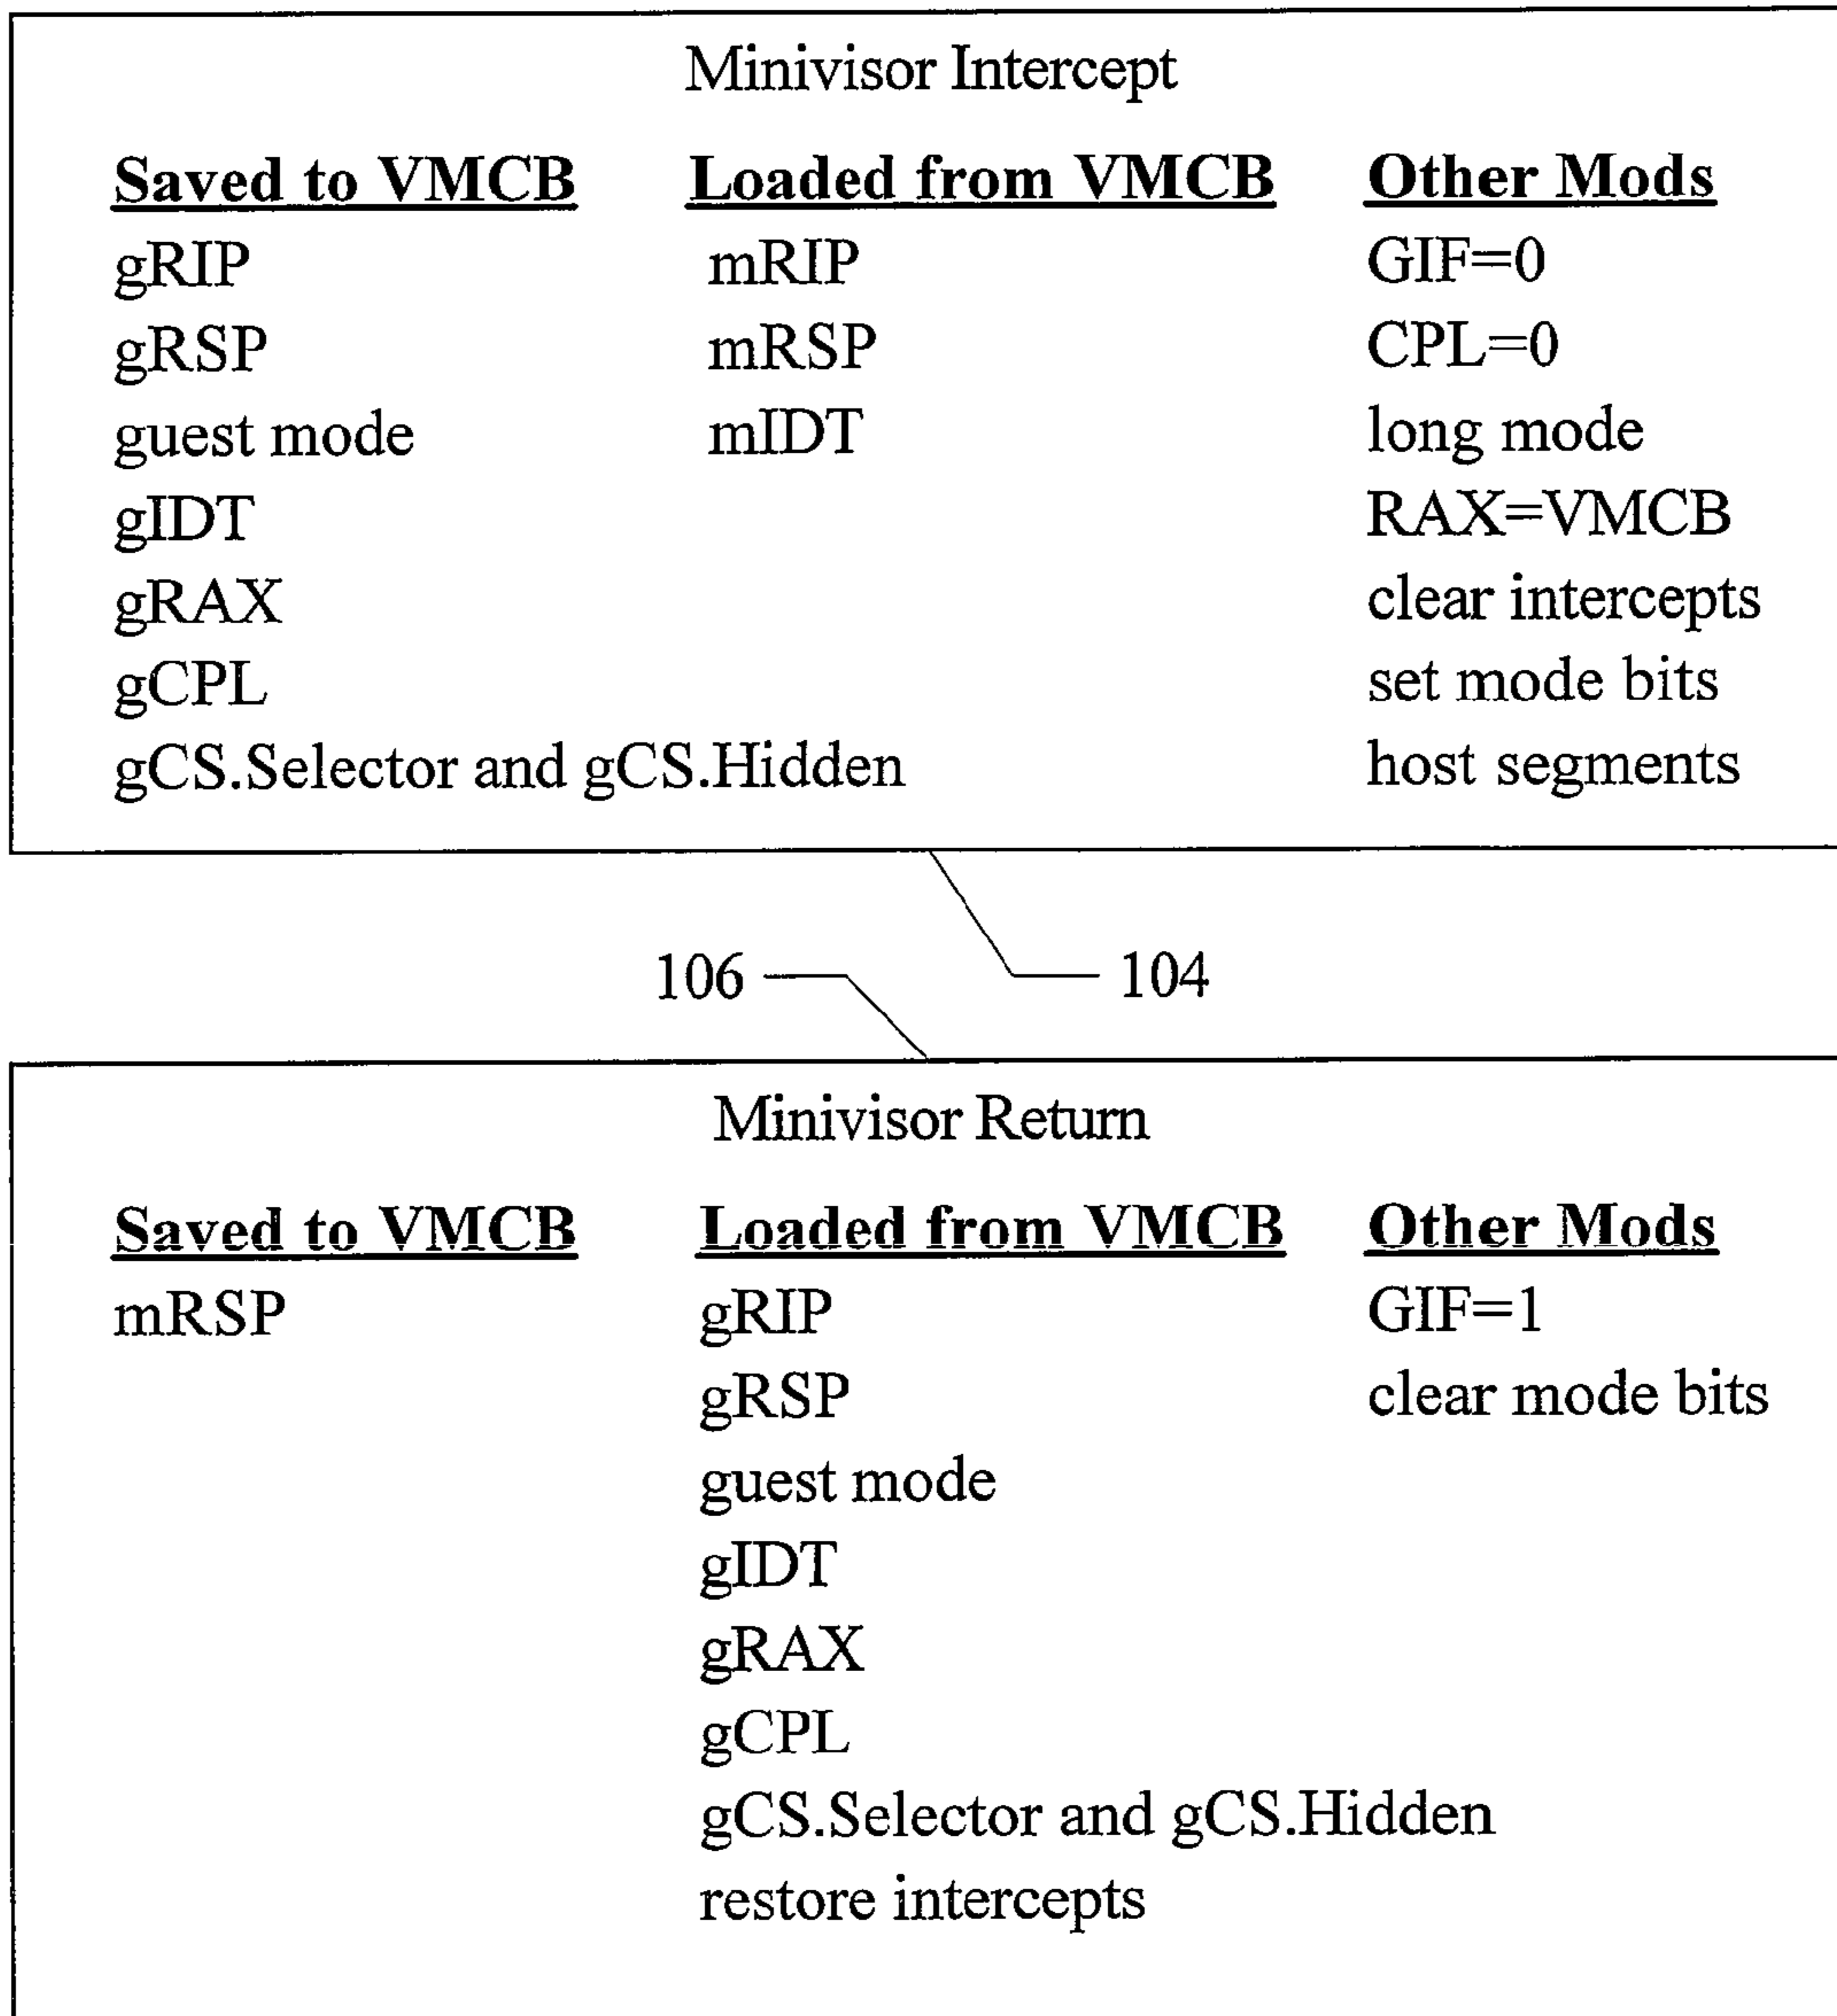 Minivisor Intercept
Saved to VMCB Loaded from VMCB Other Mods
gRIP mRIP GIF=0
gRSP mRSP CPL=0
guest mode mIDT long mode
gIDT RAX=VMCB
gRAX clear intercepts
gCPL set mode bits
gCS.Selector and gCS.Hidden host segments
106 104
Minivisor Return
Saved to VMCB Loaded from VMCB Other Mods
mRSP gRIP GIF=1
gRSP clear mode bits
guest mode
gIDT
gRAX
gCPL
gCS.Selector and gCS.Hidden
restore intercepts